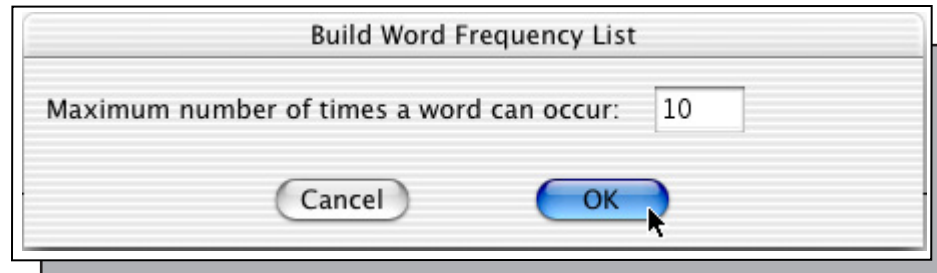 Build Word Frequency List
Maximum number of times a word can occur: 10
Cancel OK